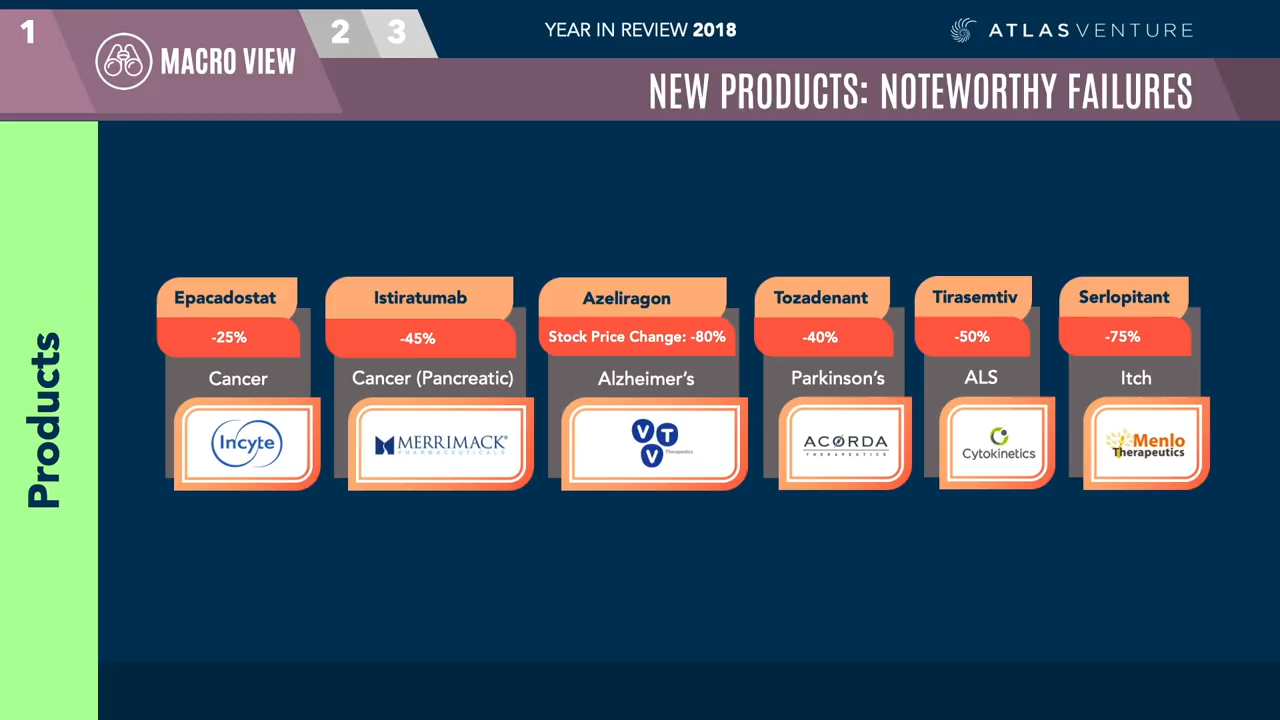 1
MACRO VIEW
2
3
YEAR IN REVIEW 2018
ATLAS VENTURE
NEW PRODUCTS: NOTEWORTHY FAILURES
Products
Epacadostat
-25%
Cancer
Incyte
Istiratumab
-45%
Cancer (Pancreatic)
MERRIMACK®
PHARMACEUTICALS
Azeliragon
Stock Price Change: -80%
Alzheimer's
VTV
Therapeutics
Tozadenant
-40%
Parkinson's
ACORDA
THERAPEUTICS
Tirasemtiv
-50%
ALS
Cytokinetics
Serlopitant
-75%
Itch
Menlo
Therapeutics